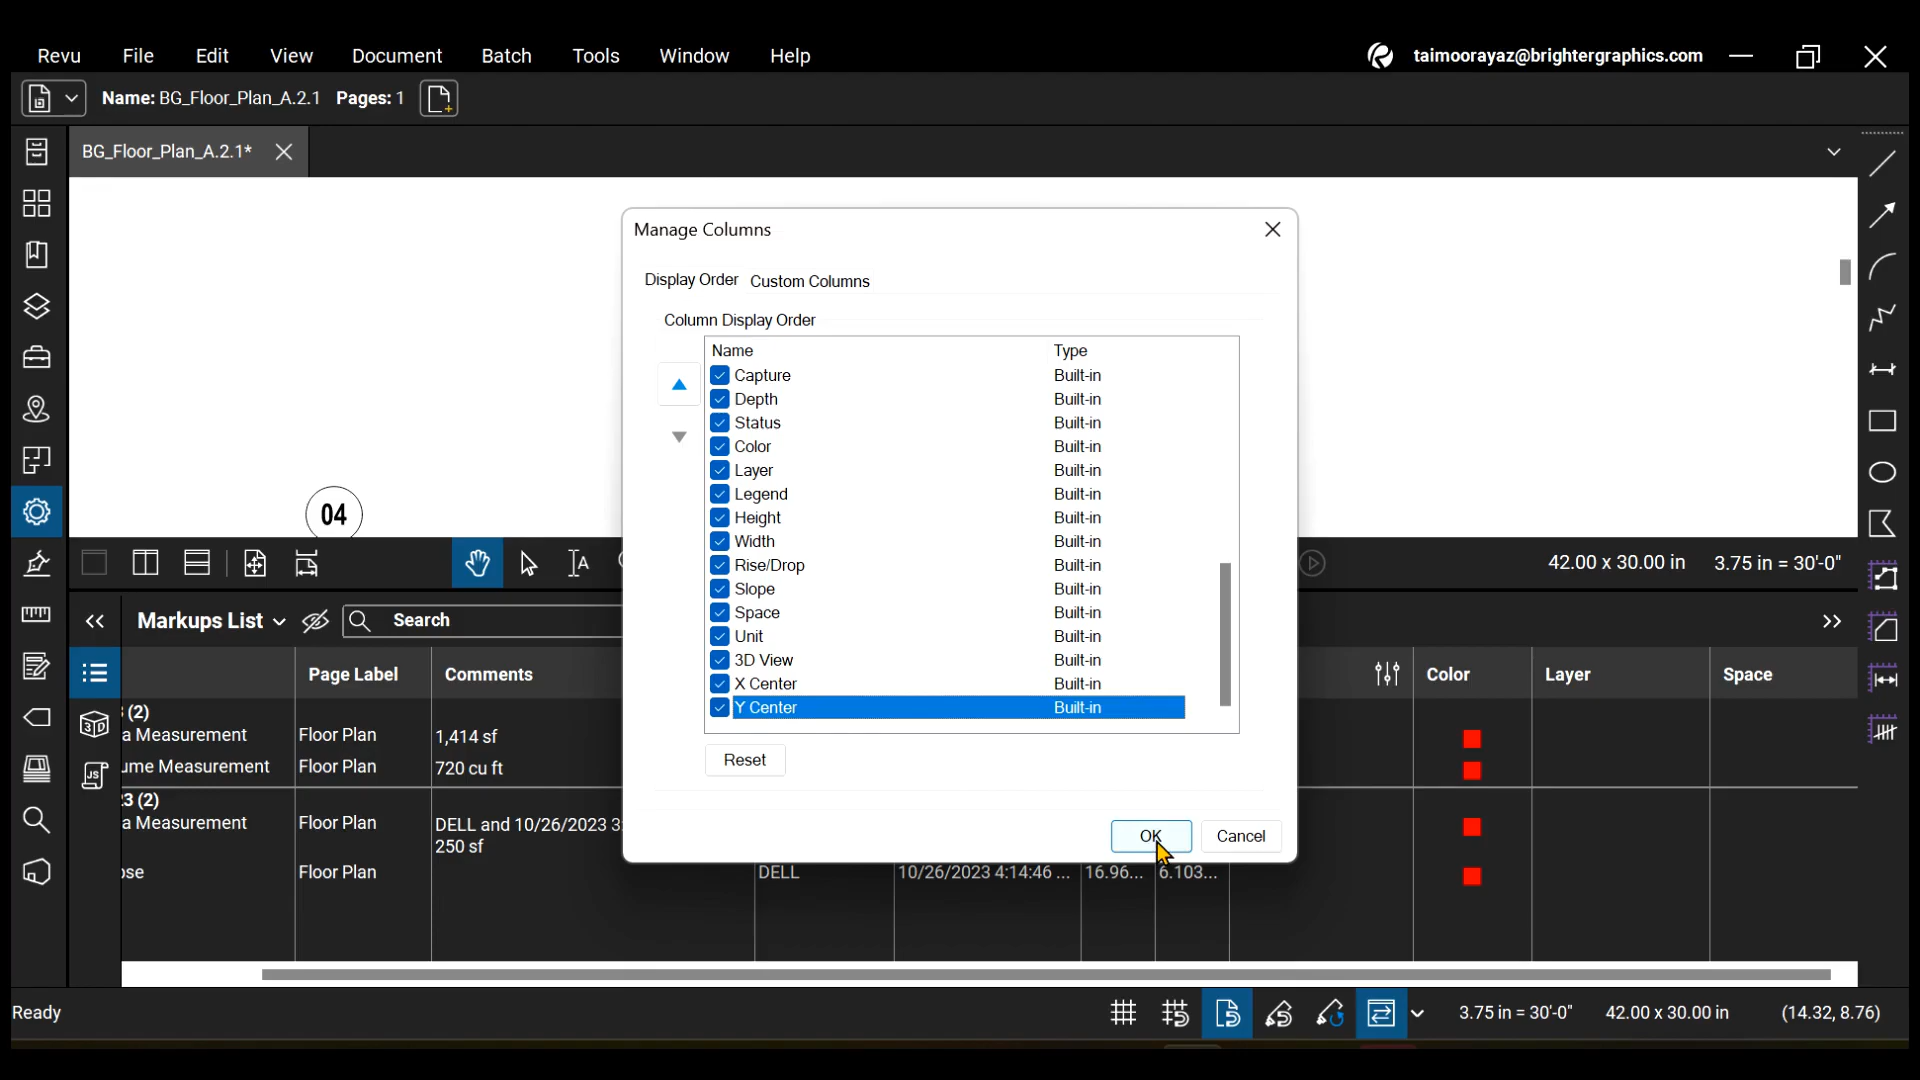 Revu File Edit View Document Batch Tools Window Help taimoorayaz@brightergraphics.com
Name: BG_Floor_Plan_A.2.1 Pages: 1
BG_Floor_Plan_A.2.1*
Manage Columns
Display Order Custom Columns
Column Display Order
Name Type
Capture Built-in
Depth Built-in
Status Built-in
Color Built-in
Layer Built-in
Legend Built-in
Height Built-in
Width Built-in
Rise/Drop Built-in
Slope Built-in
Space Built-in
Unit Built-in
3D View Built-in
X Center Built-in
Y Center Built-in
Reset
OK Cancel
04
42.00 x 30.00 in 3.75 in = 30'-0"
Markups List Search
Page Label Comments Color Layer Space
(2)
a Measurement Floor Plan 1,414 sf
ume Measurement Floor Plan 720 cu ft
23 (2)
a Measurement Floor Plan DELL and 10/26/2023 3:
250 sf
ose Floor Plan DELL 10/26/2023 4:14:46 ... 16.96... 6.103...
3D
JS
Ready 3.75 in = 30'-0" 42.00 x 30.00 in (14.32, 8.76)